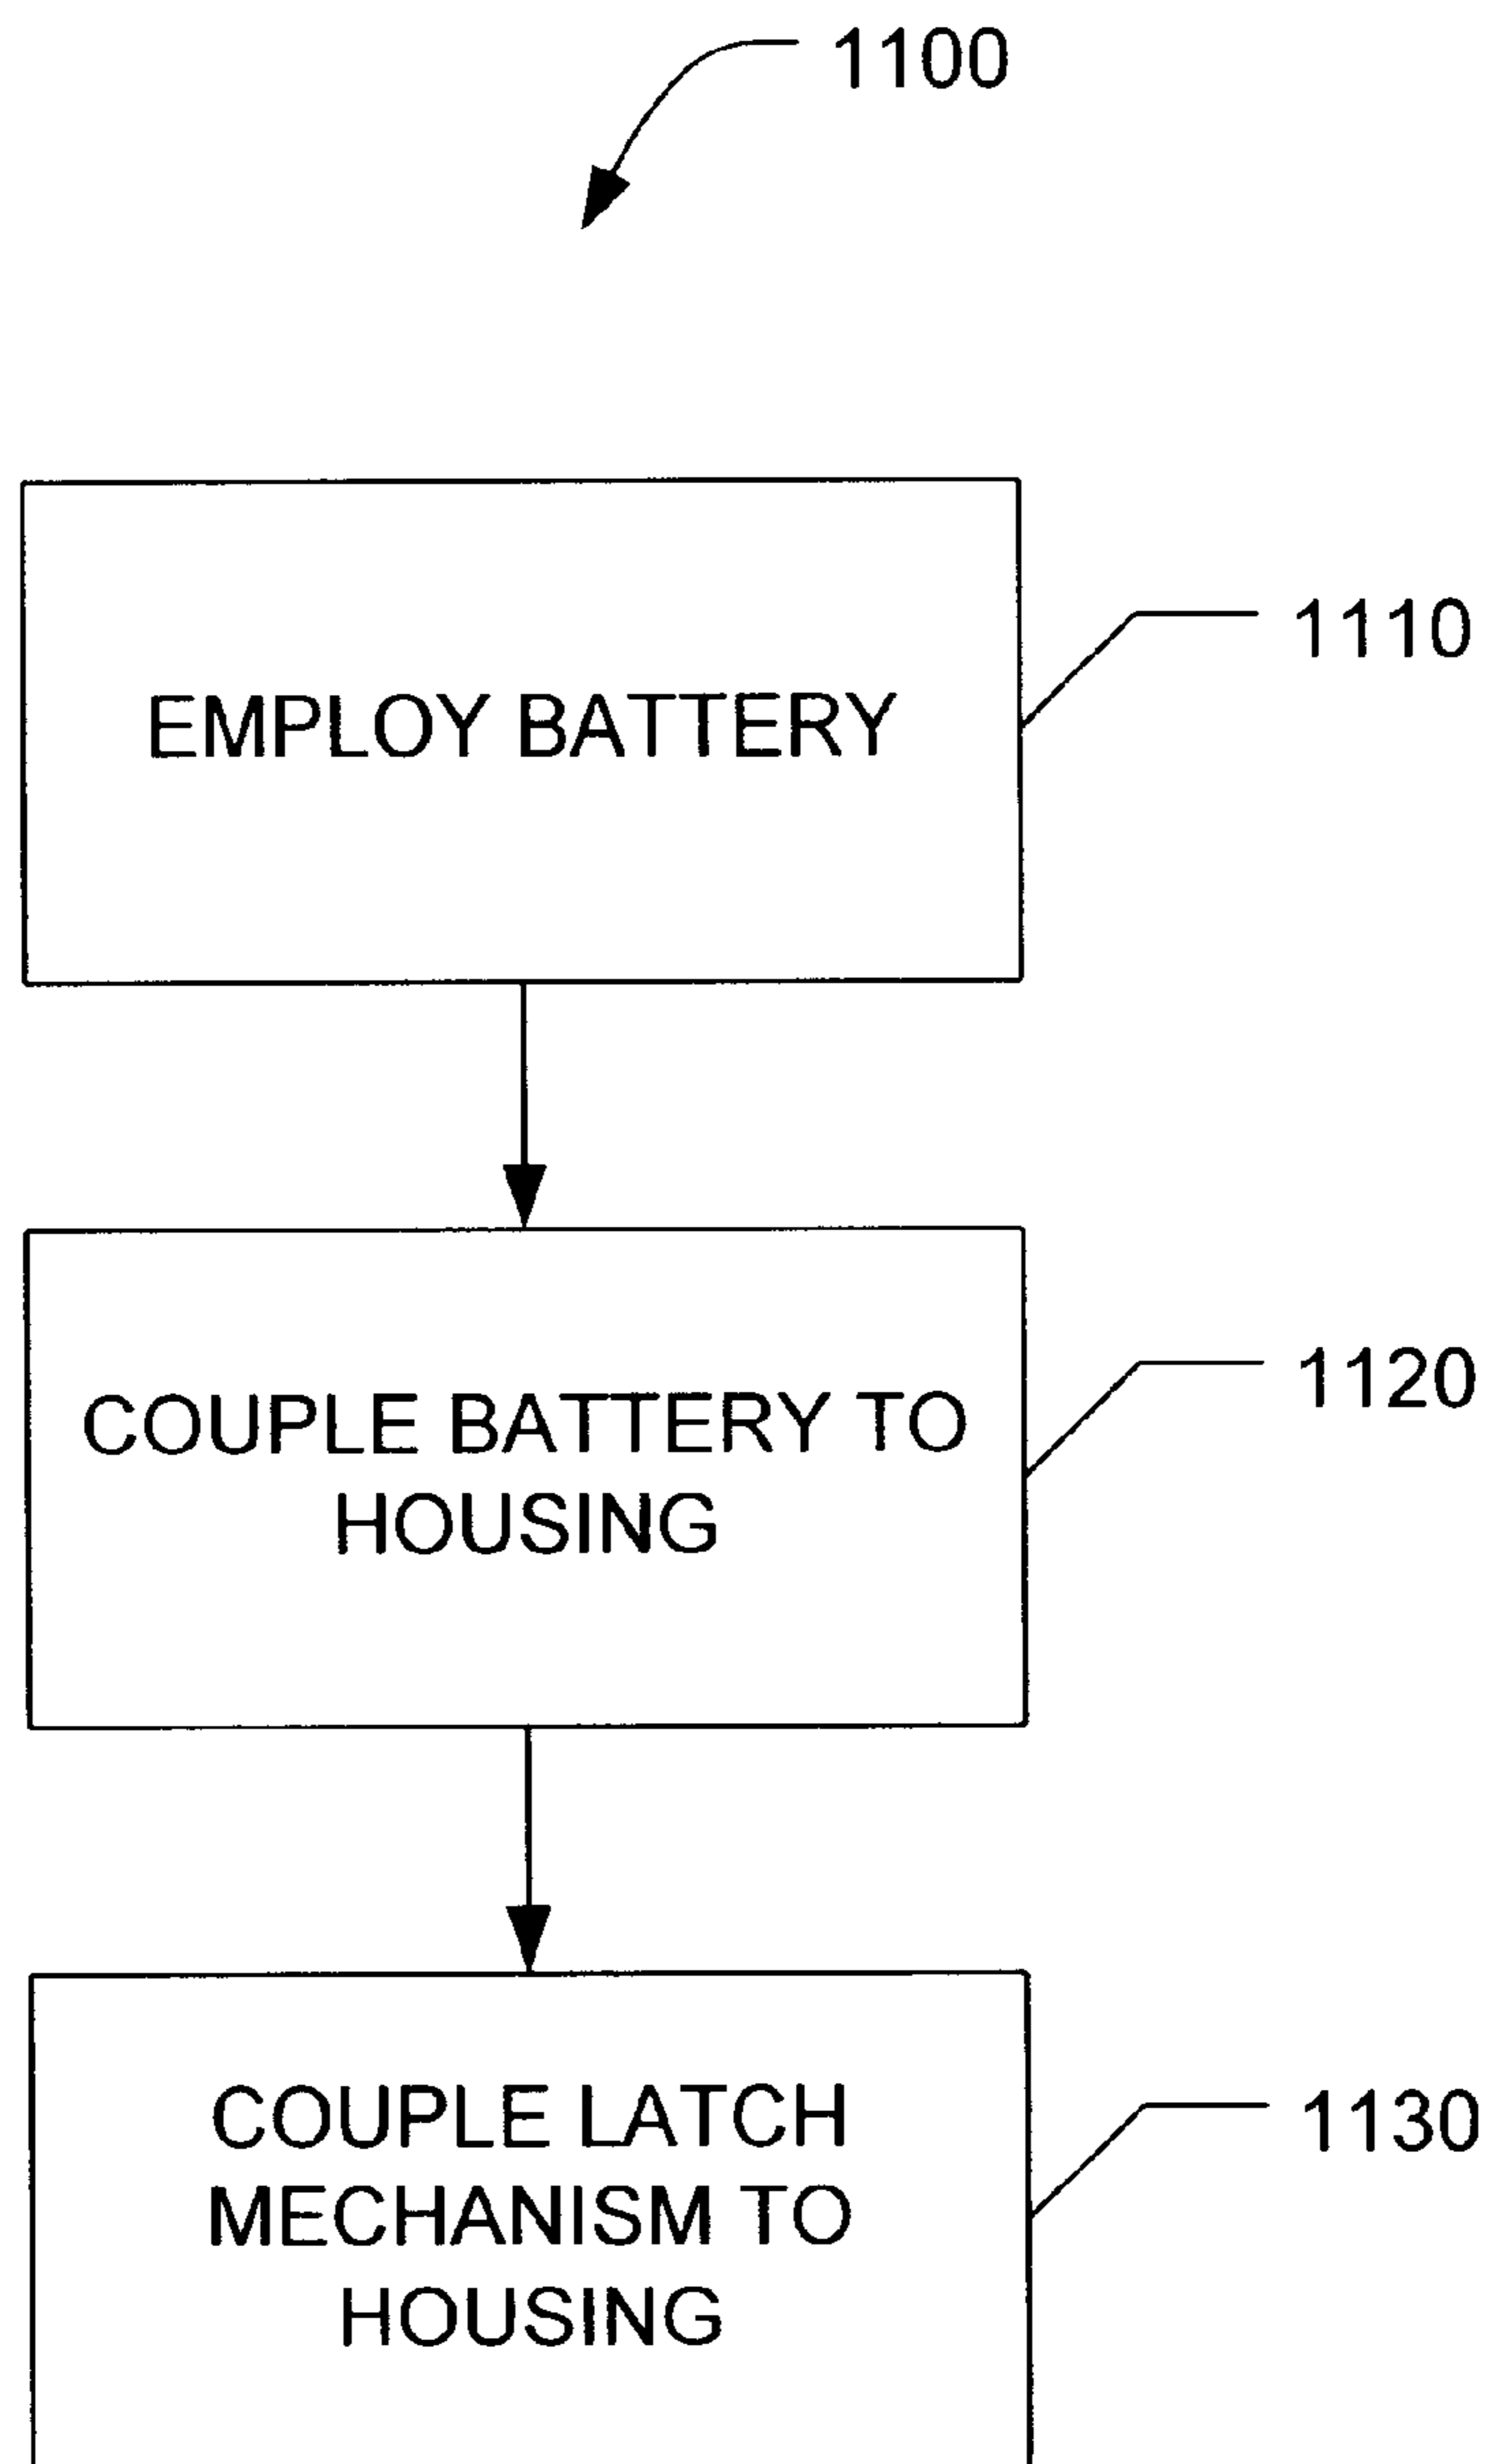 1100
EMPLOY BATTERY
1110
COUPLE BATTERY TO
HOUSING
1120
COUPLE LATCH
MECHANISM TO
HOUSING
1130